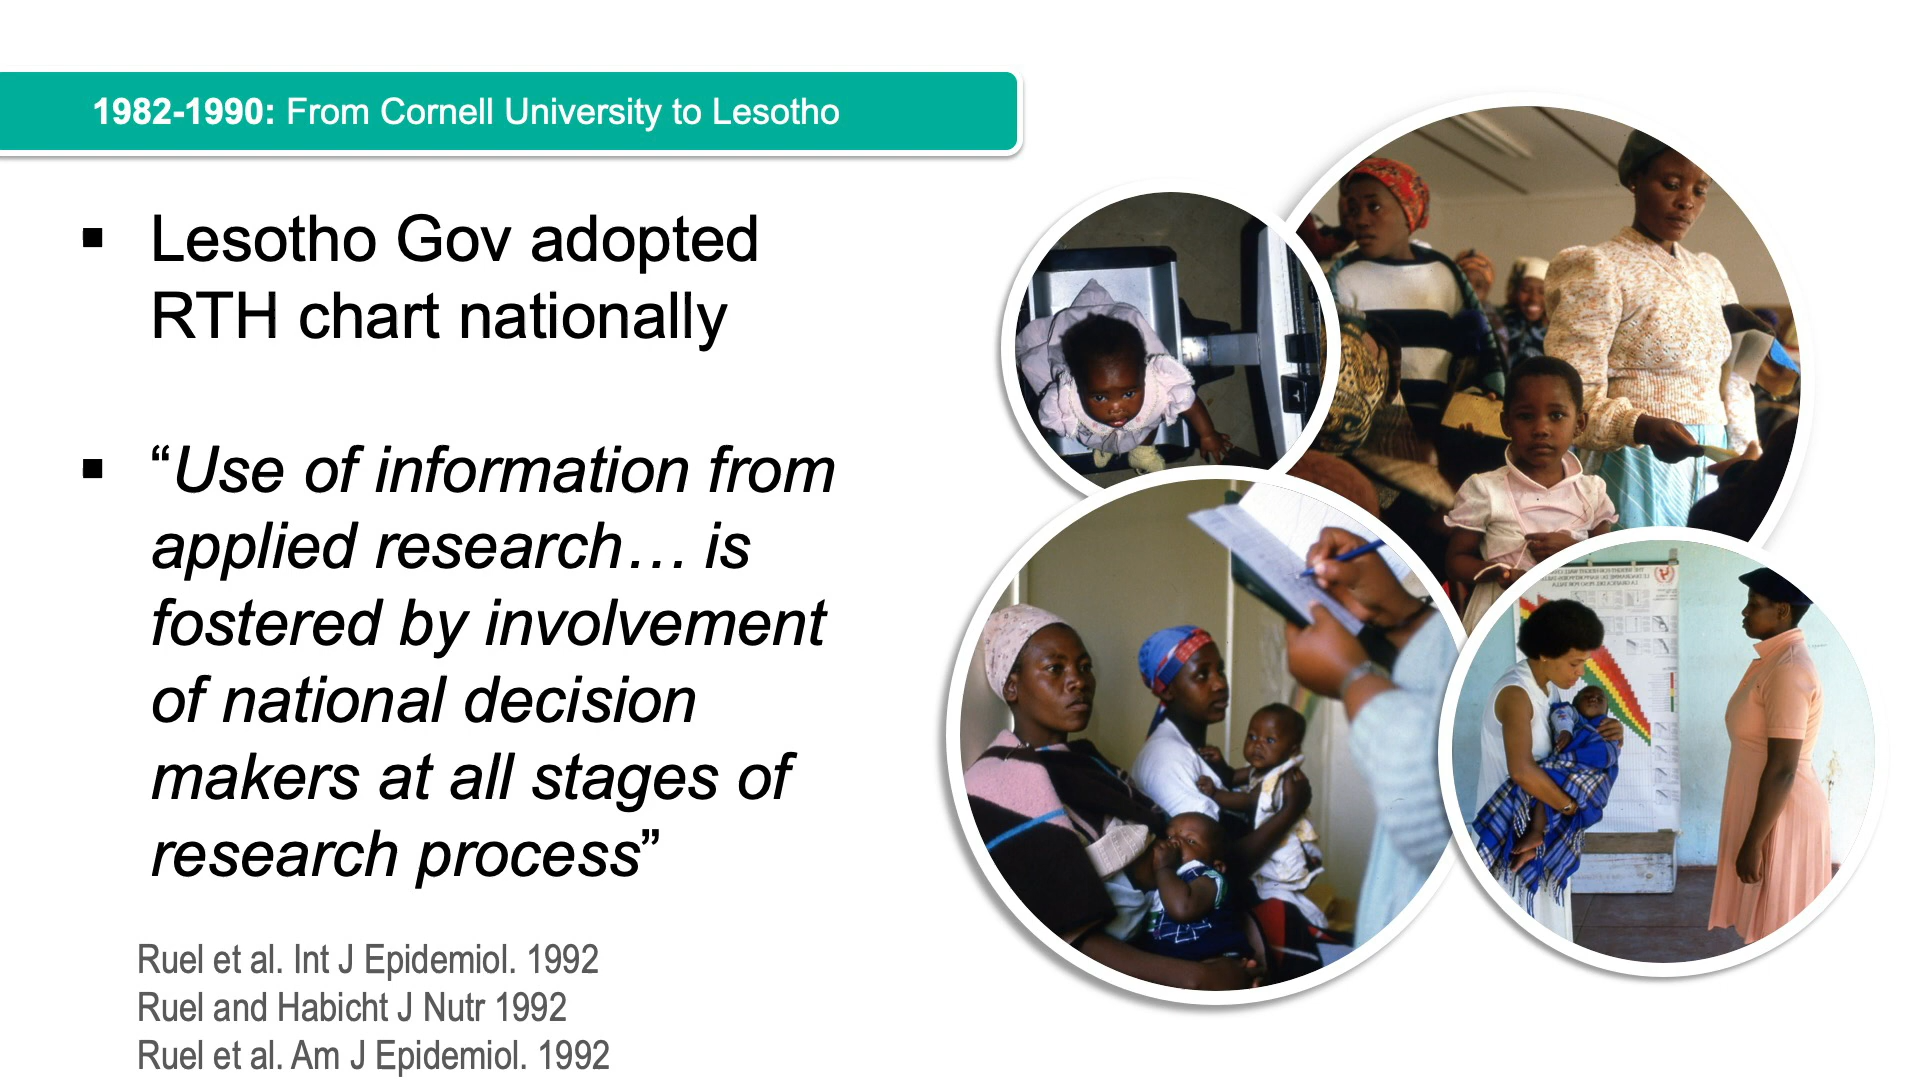 1982-1990: From Cornell University to Lesotho
▪ Lesotho Gov adopted
RTH chart nationally
▪ “Use of information from
applied research… is
fostered by involvement
of national decision
makers at all stages of
research process”
Ruel et al. Int J Epidemiol. 1992
Ruel and Habicht J Nutr 1992
Ruel et al. Am J Epidemiol. 1992